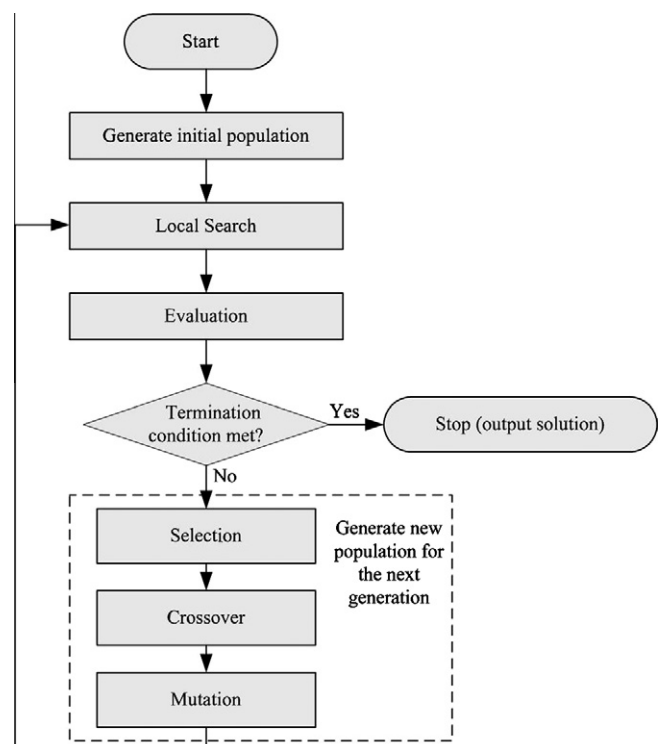 Start
Generate initial population
Local Search
Evaluation
Termination
condition met?
Yes
Stop (output solution)
No
Selection
Generate new
population for
the next
generation
Crossover
Mutation